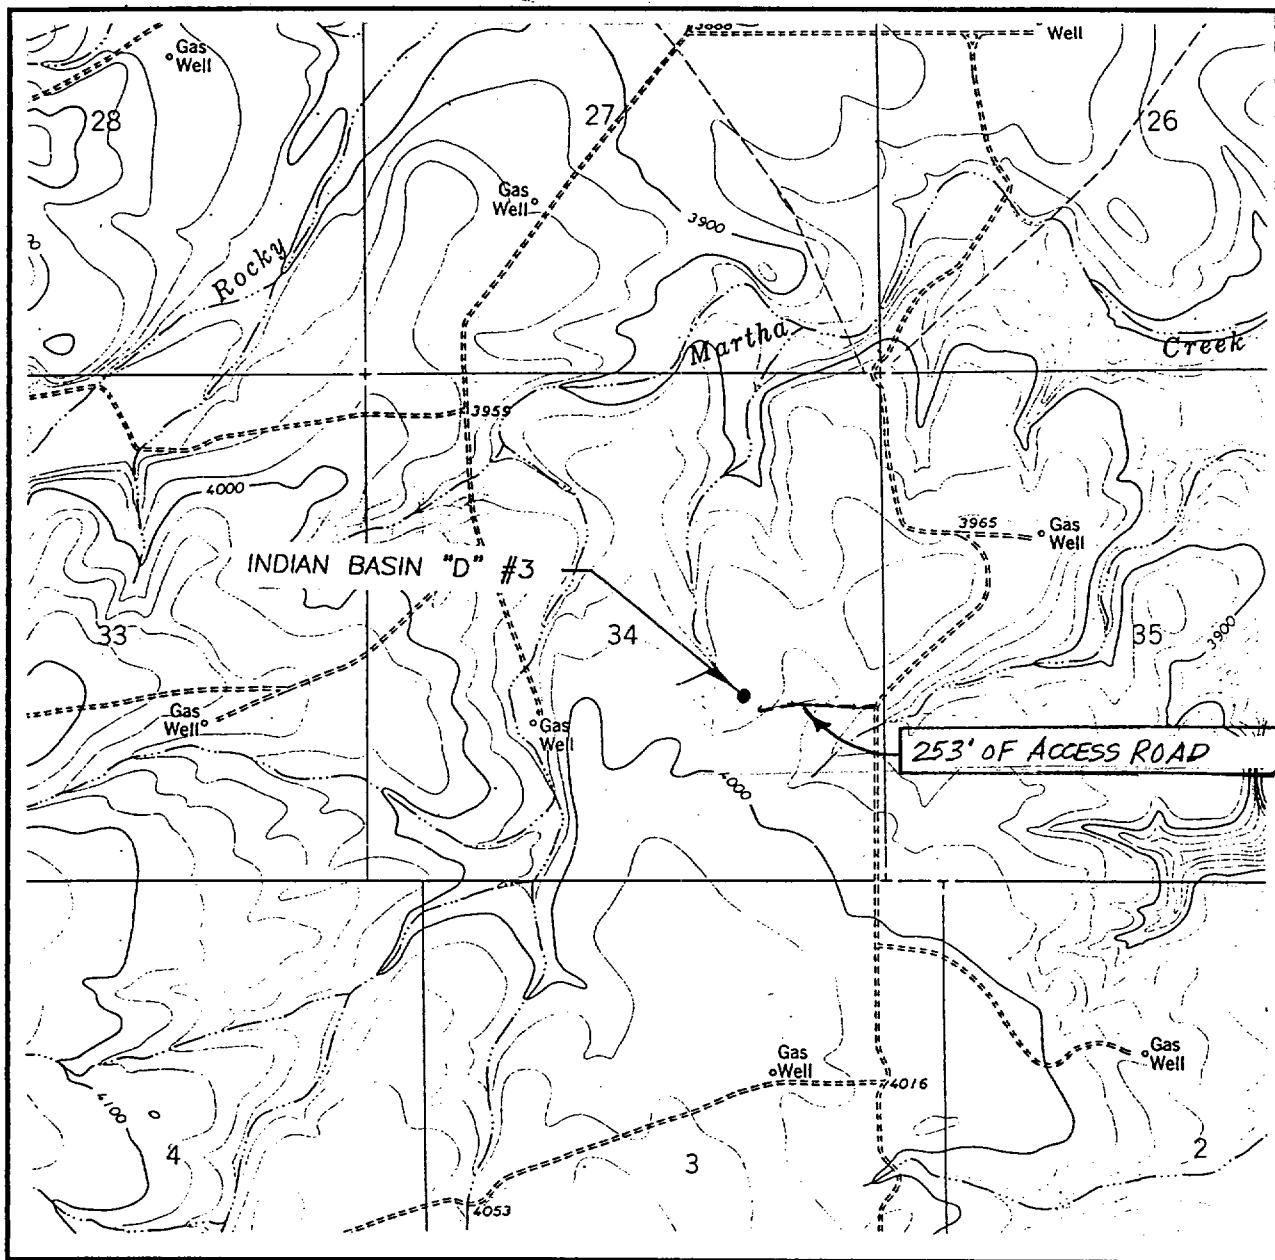 3800
Gas
Well
Well
28
27
26
Gas
Well
3900
Rocky
Martha
Creek
3959
4000
3965
Gas
Well
INDIAN BASIN "D" #3
33
34
35
3900
Gas
Well
Gas
Well
253' OF ACCESS ROAD
4000
Gas
Well
Gas
Well
4016
4100
4
3
2
4053